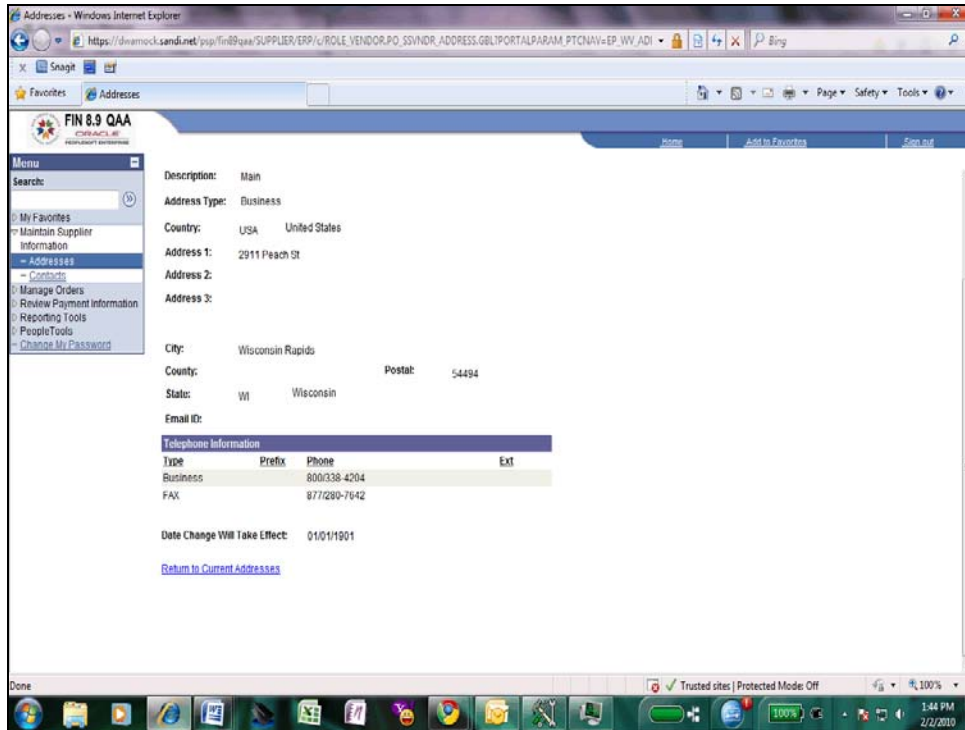 Addresses - Windows Internet Explorer
https://dwamock.sandi.net/psp/fin89qaa/SUPPLIER/ERP/c/ROLE_VENDOR.PO_SSVNDR_ADDRESS.GBL?PORTALPARAM_PTCNAV=EP_WV_ADI
Bing
x Snagit
Favorites Addresses
Page Safety Tools
FIN 8.9 QAA
ORACLE
PEOPLESOFT ENTERPRISE
Home Add to Favorites Sign out
Menu
Search:
My Favorites
Maintain Supplier
Information
– Addresses
– Contacts
Manage Orders
Review Payment Information
Reporting Tools
PeopleTools
– Change My Password
Description: Main
Address Type: Business
Country: USA United States
Address 1: 2911 Peach St
Address 2:
Address 3:
City: Wisconsin Rapids
County: Postal: 54494
State: WI Wisconsin
Email ID:
Telephone Information
Type Prefix Phone Ext
Business 800/338-4204
FAX 877/280-7642
Date Change Will Take Effect: 01/01/1901
Return to Current Addresses
Done Trusted sites | Protected Mode: Off 100%
100% 1:44 PM
2/2/2010